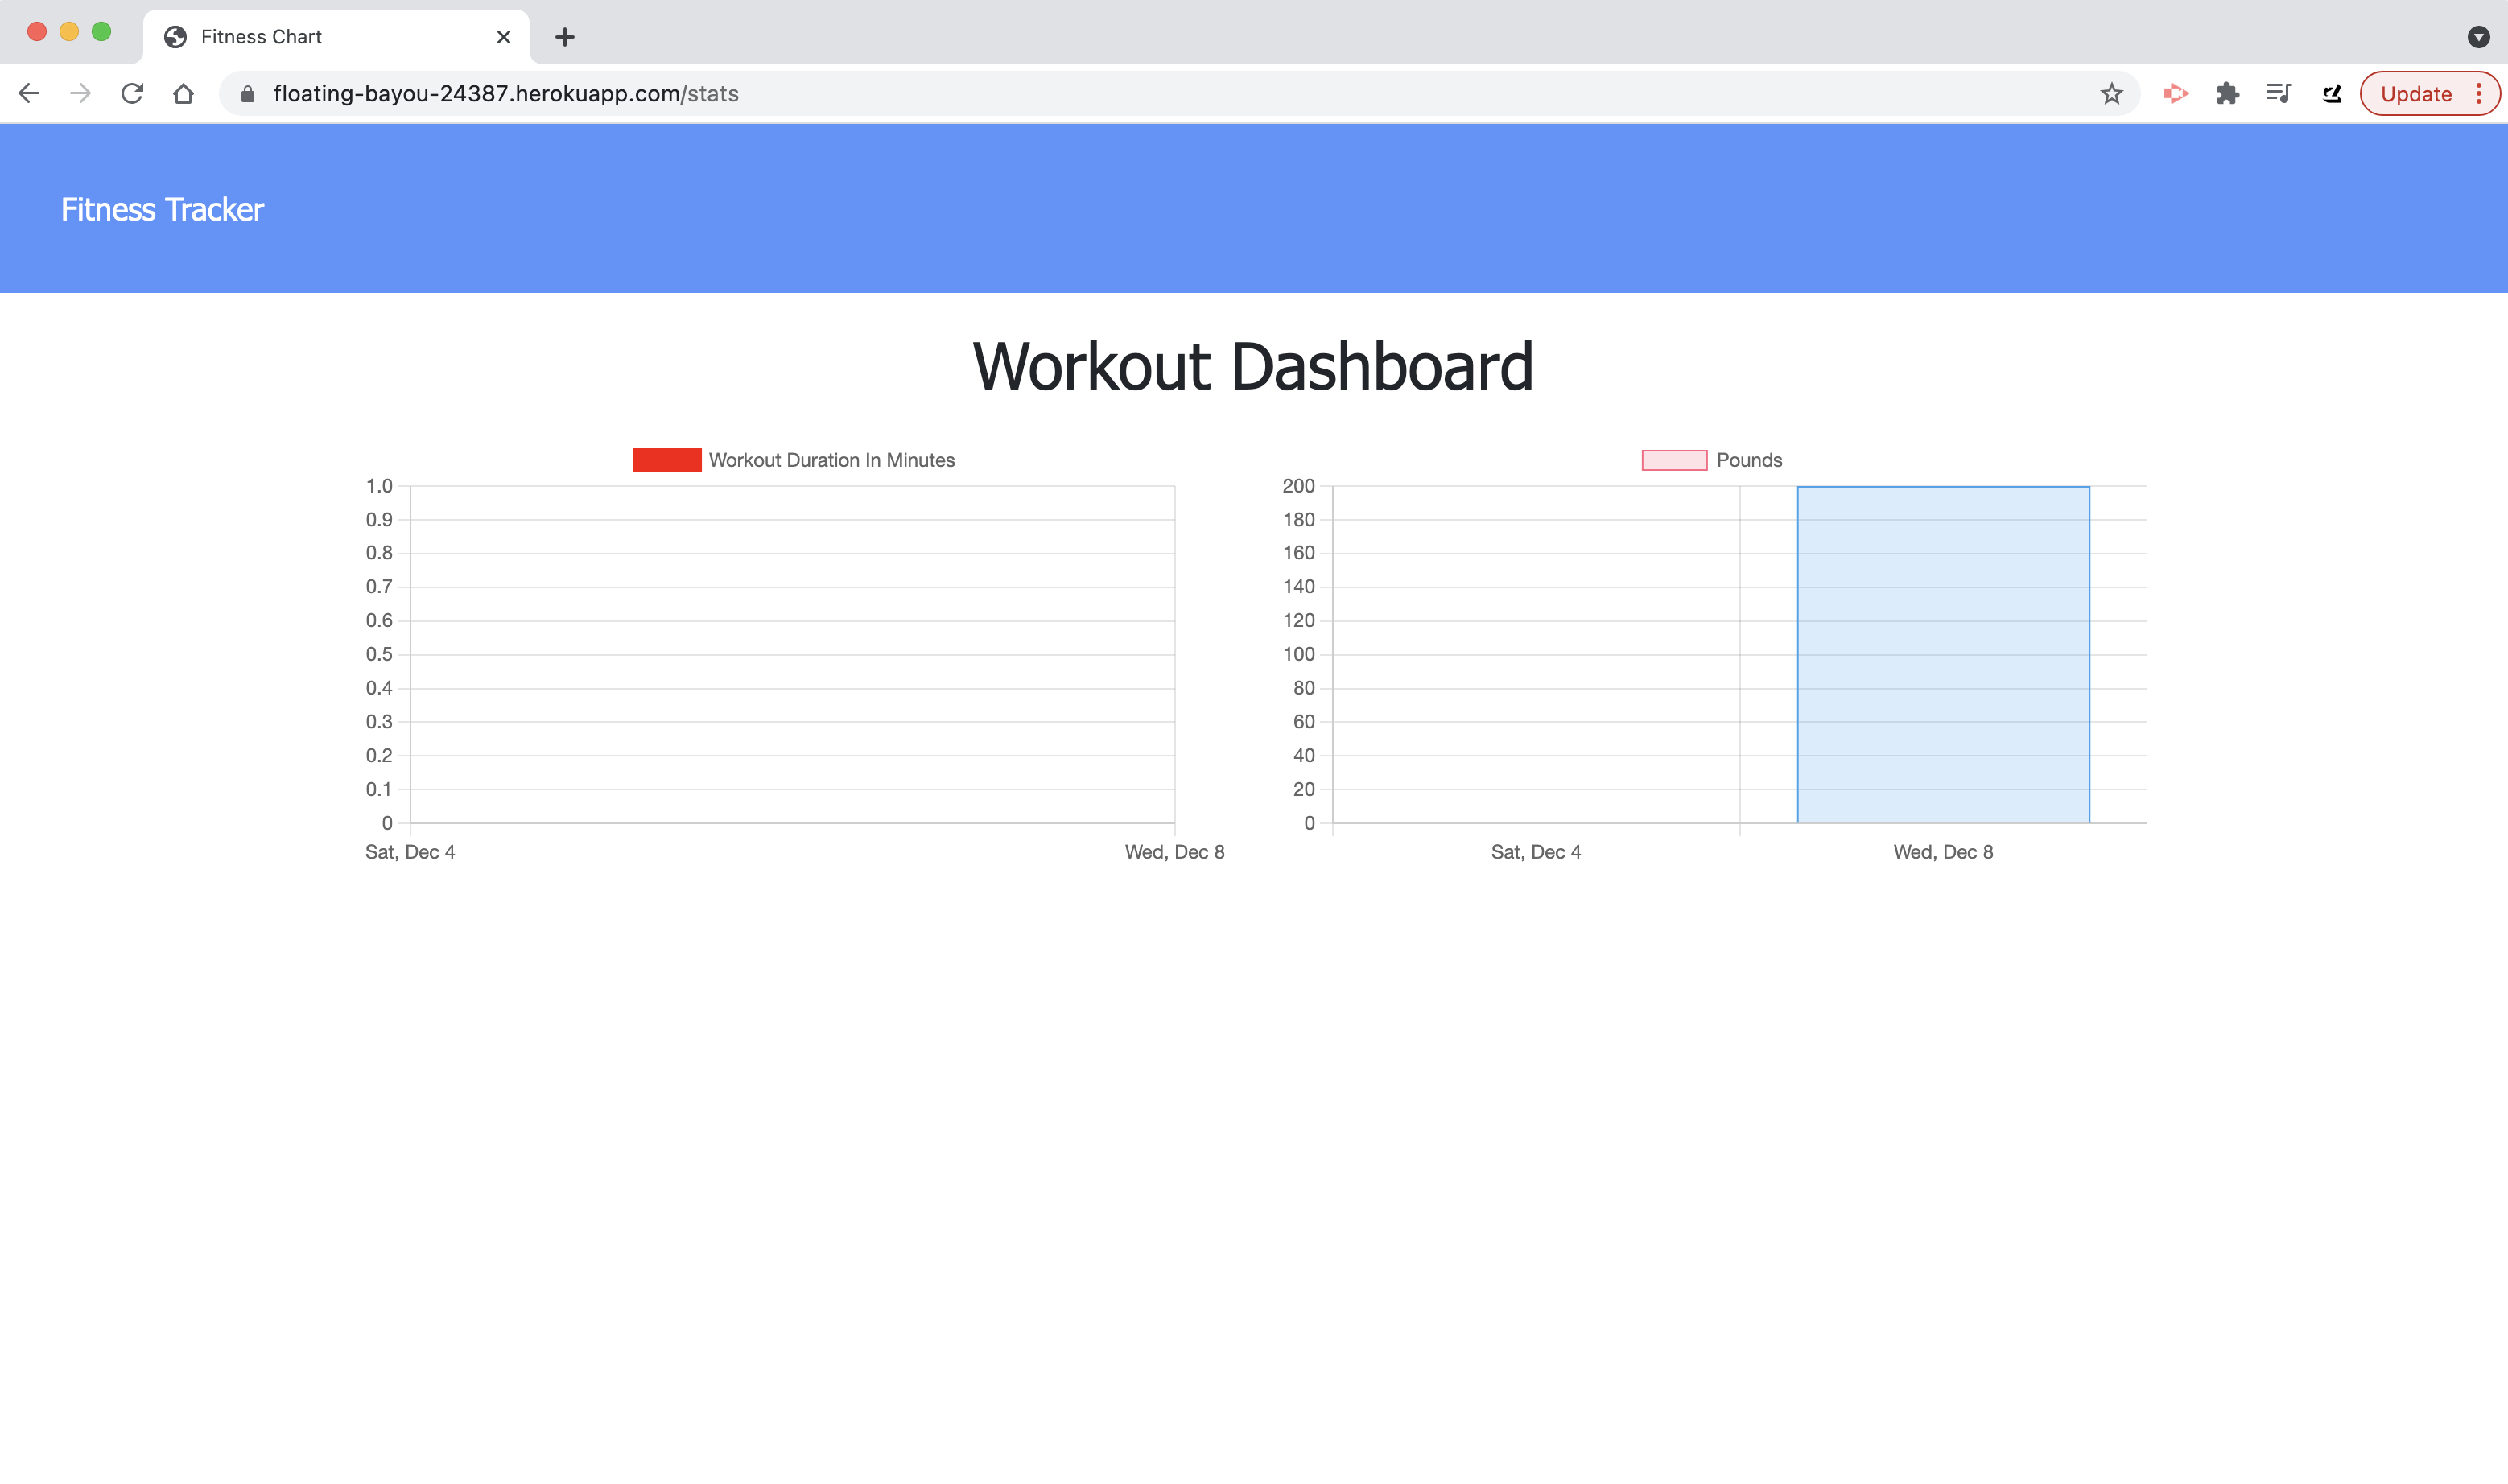 Fitness Chart
floating-bayou-24387.herokuapp.com/stats
Update
Fitness Tracker
Workout Dashboard
Workout Duration In Minutes
1.0
0.9
0.8
0.7
0.6
0.5
0.4
0.3
0.2
0.1
0
Sat, Dec 4 Wed, Dec 8
Pounds
200
180
160
140
120
100
80
60
40
20
0
Sat, Dec 4 Wed, Dec 8